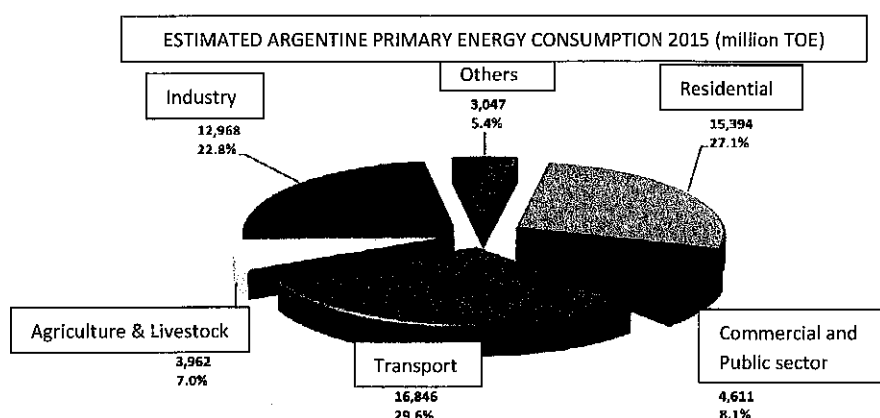 ESTIMATED ARGENTINE PRIMARY ENERGY CONSUMPTION 2015 (million TOE)
Others
3,047
5.4%
Industry
12,968
22.8%
Residential
15,394
27.1%
Agriculture & Livestock
3,962
7.0%
Transport
16,846
29.6%
Commercial and
Public sector
4,611
8.1%